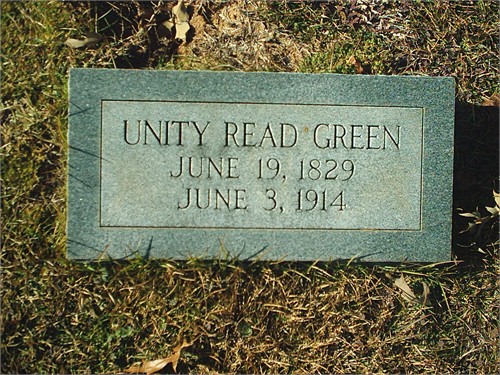 UNITY READ GREEN
JUNE 19, 1829
JUNE 3, 1914